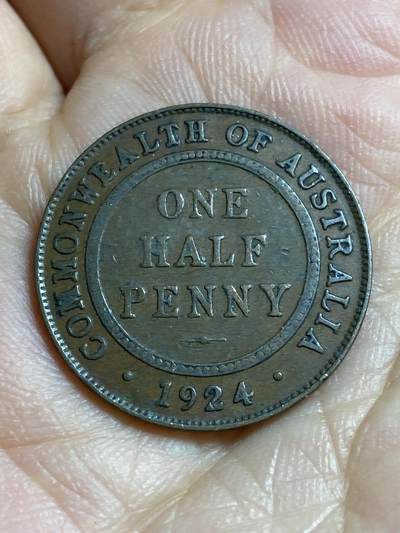 COMMONWEALTH OF AUSTRALIA
ONE
HALF
PENNY
· 1924 ·